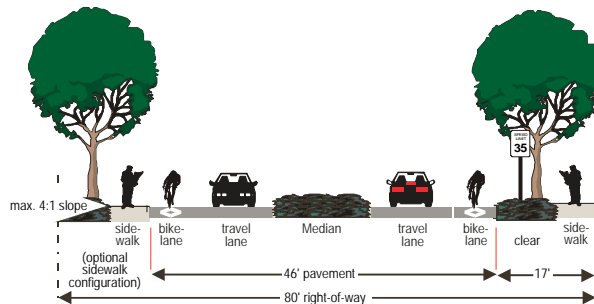 SPEED
LIMIT
35
max. 4:1 slope
side-
walk
bike-
lane
travel
lane
Median
travel
lane
bike-
lane
clear
side-
walk
(optional
sidewalk
configuration)
46' pavement
17'
80' right-of-way